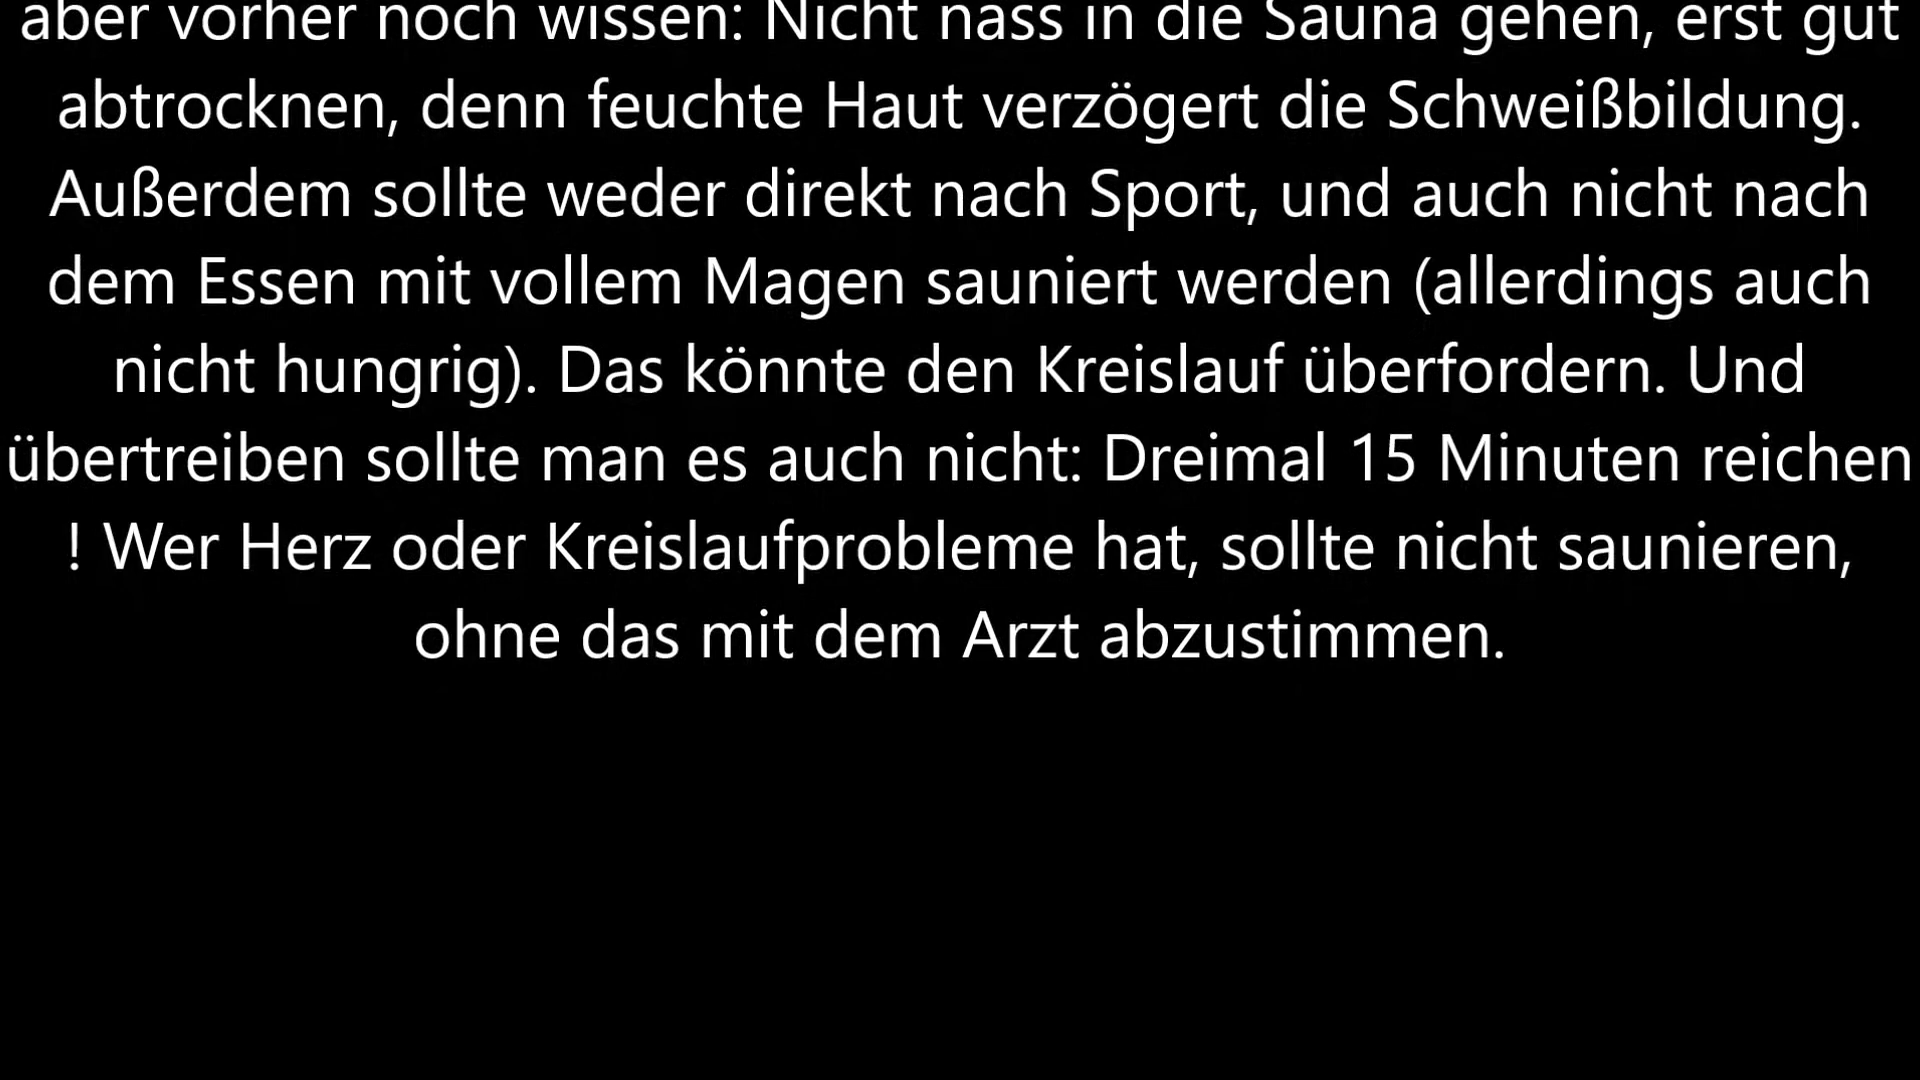 aber vorher noch wissen: Nicht nass in die Sauna gehen, erst gut
abtrocknen, denn feuchte Haut verzögert die Schweißbildung.
Außerdem sollte weder direkt nach Sport, und auch nicht nach
dem Essen mit vollem Magen sauniert werden (allerdings auch
nicht hungrig). Das könnte den Kreislauf überfordern. Und
übertreiben sollte man es auch nicht: Dreimal 15 Minuten reichen
! Wer Herz oder Kreislaufprobleme hat, sollte nicht saunieren,
ohne das mit dem Arzt abzustimmen.